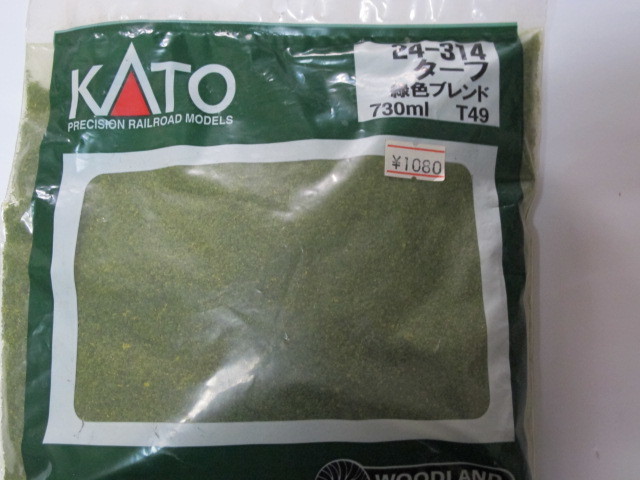 KATO
PRECISION RAILROAD MODELS
24-314
ターフ
緑色ブレンド
730ml T49
¥1080
WOODLAND